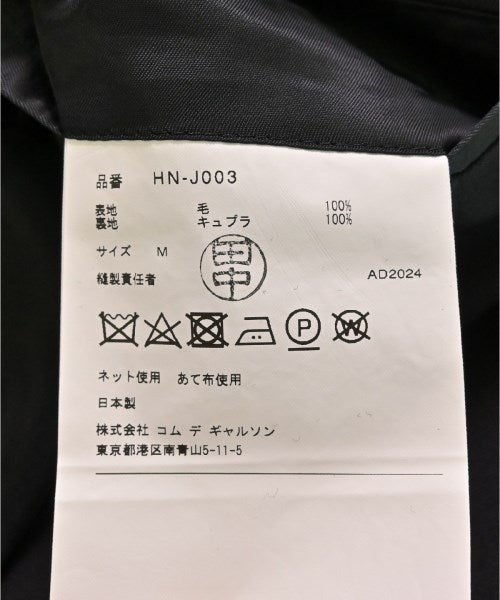 品番 HN-J003
表地 毛 100%
裏地 キュプラ 100%
サイズ M
田中
縫製責任者 AD2024
P W
ネット使用 あて布使用
日本製
株式会社 コム デ ギャルソン
東京都港区南青山5-11-5